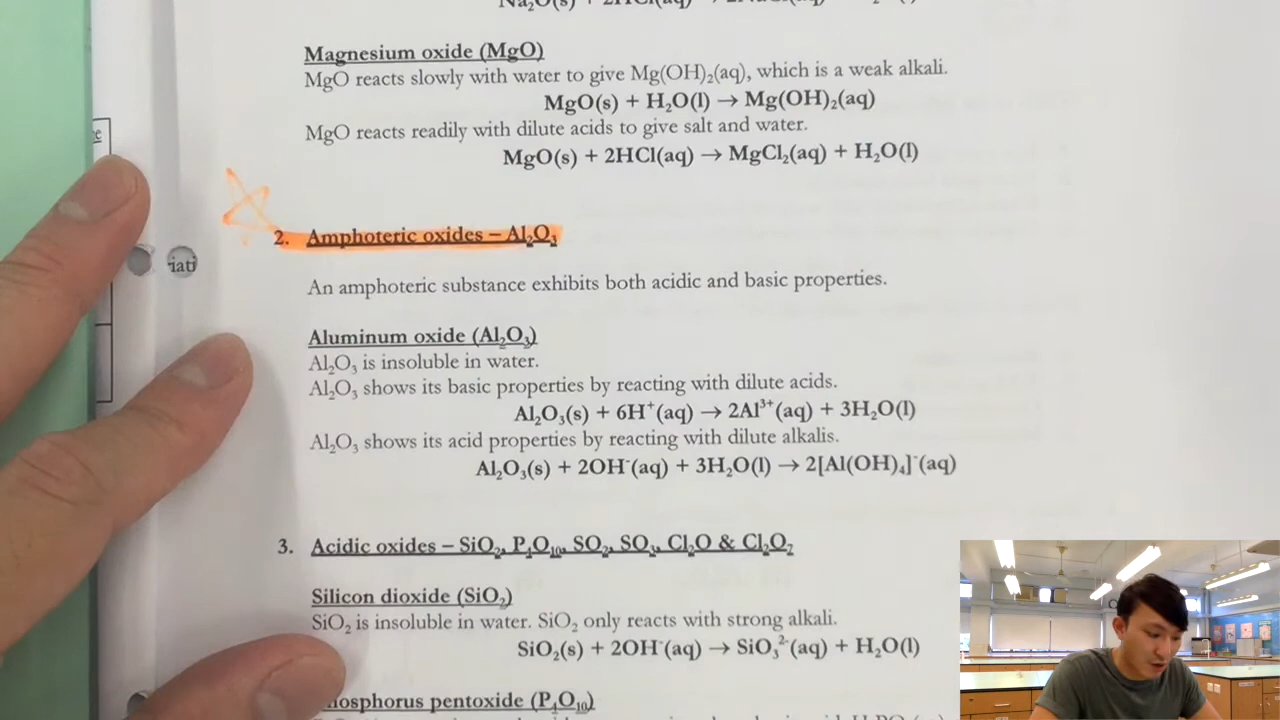 Na₂O(s) + 2HCl(aq) → 2NaCl(aq)
Magnesium oxide (MgO)
MgO reacts slowly with water to give Mg(OH)₂(aq), which is a weak alkali.
MgO(s) + H₂O(l) → Mg(OH)₂(aq)
MgO reacts readily with dilute acids to give salt and water.
MgO(s) + 2HCl(aq) → MgCl₂(aq) + H₂O(l)
2. Amphoteric oxides – Al₂O₃
iati
An amphoteric substance exhibits both acidic and basic properties.
Aluminum oxide (Al₂O₃)
Al₂O₃ is insoluble in water.
Al₂O₃ shows its basic properties by reacting with dilute acids.
Al₂O₃(s) + 6H⁺(aq) → 2Al³⁺(aq) + 3H₂O(l)
Al₂O₃ shows its acid properties by reacting with dilute alkalis.
Al₂O₃(s) + 2OH⁻(aq) + 3H₂O(l) → 2[Al(OH)₄]⁻(aq)
3. Acidic oxides – SiO₂, P₄O₁₀, SO₂, SO₃, Cl₂O & Cl₂O₇
Silicon dioxide (SiO₂)
SiO₂ is insoluble in water. SiO₂ only reacts with strong alkali.
SiO₂(s) + 2OH⁻(aq) → SiO₃²⁻(aq) + H₂O(l)
hosphorus pentoxide (P₄O₁₀)